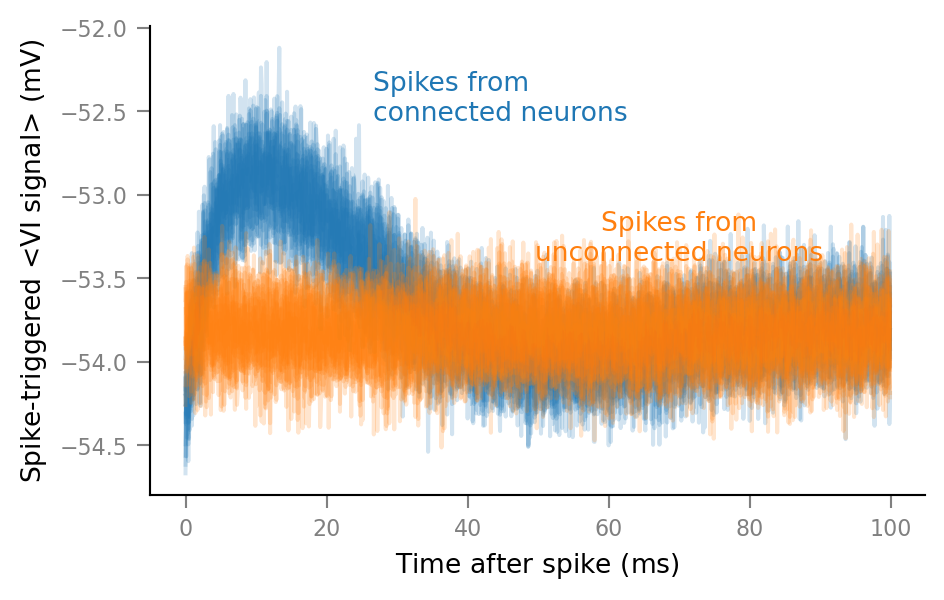 Spike-triggered <VI signal> (mV)
−52.0
−52.5
−53.0
−53.5
−54.0
−54.5
Spikes from
connected neurons
Spikes from
unconnected neurons
0
20
40
60
80
100
Time after spike (ms)